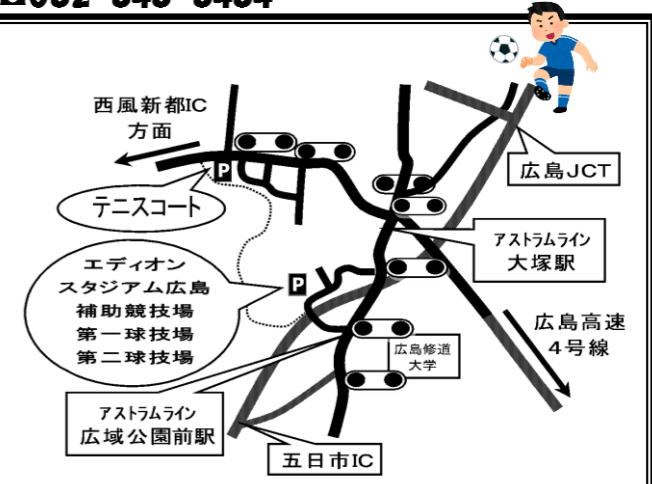 西風新都IC
方面
P
テニスコート
広島JCT
アストラムライン
大塚駅
エディオン
スタジアム広島
補助競技場
第一球技場
第二球技場
P
広島高速
4号線
広島修道
大学
アストラムライン
広域公園前駅
五日市IC